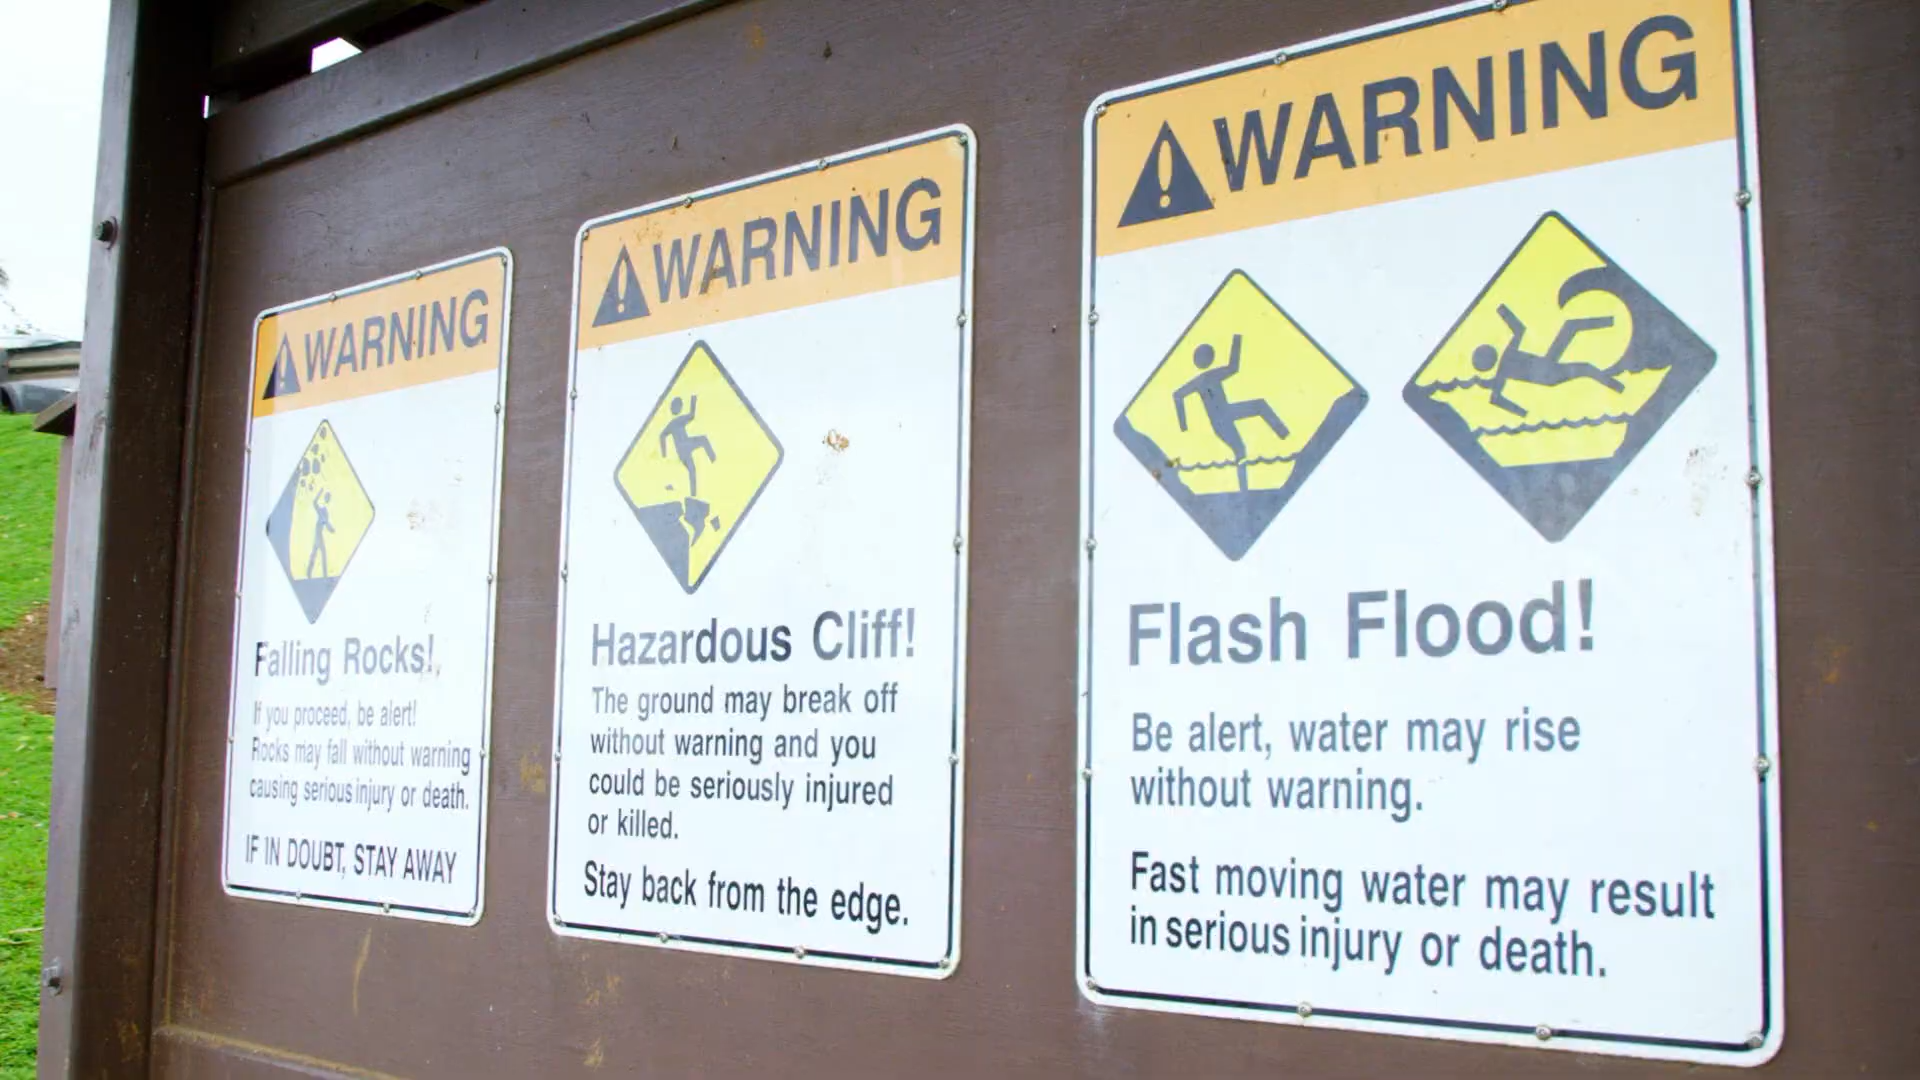 WARNING
Falling Rocks!
If you proceed, be alert!
Rocks may fall without warning
causing serious injury or death.
IF IN DOUBT, STAY AWAY
WARNING
Hazardous Cliff!
The ground may break off
without warning and you
could be seriously injured
or killed.
Stay back from the edge.
WARNING
Flash Flood!
Be alert, water may rise
without warning.
Fast moving water may result
in serious injury or death.